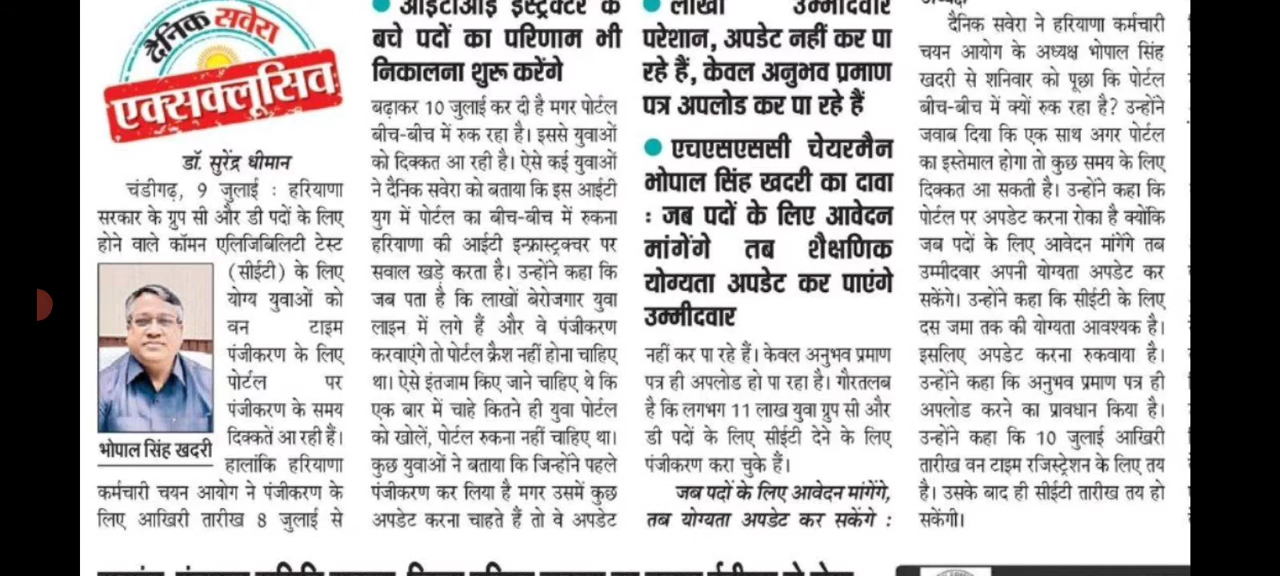 दैनिक सवेरा
एक्सक्लूसिव
डॉ. सुरेंद्र धीमान
चंडीगढ़, 9 जुलाई : हरियाणा
सरकार के ग्रुप सी और डी पदों के लिए
होने वाले कॉमन एलिजिबिलिटी टेस्ट
(सीईटी) के लिए
योग्य युवाओं को
वन टाइम
पंजीकरण के लिए
पोर्टल पर
पंजीकरण के समय
दिक्कतें आ रही हैं।
हालांकि हरियाणा
भोपाल सिंह खदरी
कर्मचारी चयन आयोग ने पंजीकरण के
लिए आखिरी तारीख 8 जुलाई से
आईटीआई इंस्ट्रक्टर के
बचे पदों का परिणाम भी
निकालना शुरू करेंगे
बढ़ाकर 10 जुलाई कर दी है मगर पोर्टल
बीच-बीच में रुक रहा है। इससे युवाओं
को दिक्कत आ रही है। ऐसे कई युवाओं
ने दैनिक सवेरा को बताया कि इस आईटी
युग में पोर्टल का बीच-बीच में रुकना
हरियाणा की आईटी इन्फ्रास्ट्रक्चर पर
सवाल खड़े करता है। उन्होंने कहा कि
जब पता है कि लाखों बेरोजगार युवा
लाइन में लगे हैं और वे पंजीकरण
करवाएंगे तो पोर्टल क्रैश नहीं होना चाहिए
था। ऐसे इंतजाम किए जाने चाहिए थे कि
एक बार में चाहे कितने ही युवा पोर्टल
को खोलें, पोर्टल रुकना नहीं चाहिए था।
कुछ युवाओं ने बताया कि जिन्होंने पहले
पंजीकरण कर लिया है मगर उसमें कुछ
अपडेट करना चाहते हैं तो वे अपडेट
लाखों उम्मीदवार
परेशान, अपडेट नहीं कर पा
रहे हैं, केवल अनुभव प्रमाण
पत्र अपलोड कर पा रहे हैं
एचएसएससी चेयरमैन
भोपाल सिंह खदरी का दावा
: जब पदों के लिए आवेदन
मांगेंगे तब शैक्षणिक
योग्यता अपडेट कर पाएंगे
उम्मीदवार
नहीं कर पा रहे हैं। केवल अनुभव प्रमाण
पत्र ही अपलोड हो पा रहा है। गौरतलब
है कि लगभग 11 लाख युवा ग्रुप सी और
डी पदों के लिए सीईटी देने के लिए
पंजीकरण करा चुके हैं।
जब पदों के लिए आवेदन मांगेंगे,
तब योग्यता अपडेट कर सकेंगे :
अध्यक्ष
दैनिक सवेरा ने हरियाणा कर्मचारी
चयन आयोग के अध्यक्ष भोपाल सिंह
खदरी से शनिवार को पूछा कि पोर्टल
बीच-बीच में क्यों रुक रहा है? उन्होंने
जवाब दिया कि एक साथ अगर पोर्टल
का इस्तेमाल होगा तो कुछ समय के लिए
दिक्कत आ सकती है। उन्होंने कहा कि
पोर्टल पर अपडेट करना रोका है क्योंकि
जब पदों के लिए आवेदन मांगेंगे तब
उम्मीदवार अपनी योग्यता अपडेट कर
सकेंगे। उन्होंने कहा कि सीईटी के लिए
दस जमा तक की योग्यता आवश्यक है।
इसलिए अपडेट करना रुकवाया है।
उन्होंने कहा कि अनुभव प्रमाण पत्र ही
अपलोड करने का प्रावधान किया है।
उन्होंने कहा कि 10 जुलाई आखिरी
तारीख वन टाइम रजिस्ट्रेशन के लिए तय
है। उसके बाद ही सीईटी तारीख तय हो
सकेगी।